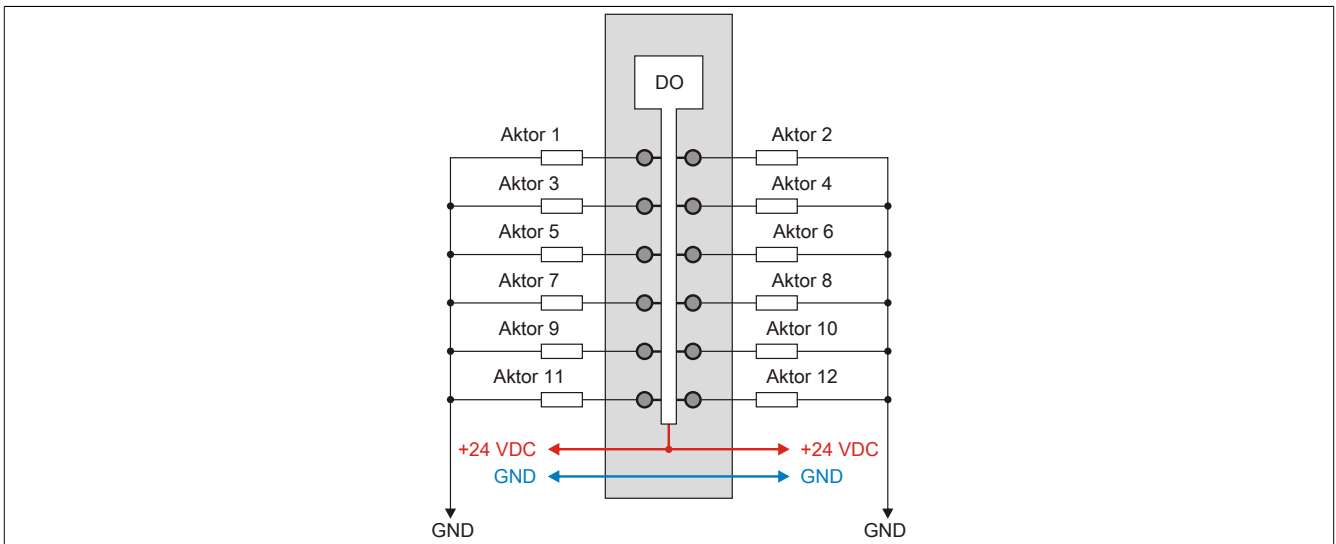 DO
Aktor 1
Aktor 2
Aktor 3
Aktor 4
Aktor 5
Aktor 6
Aktor 7
Aktor 8
Aktor 9
Aktor 10
Aktor 11
Aktor 12
+24 VDC
+24 VDC
GND
GND
GND
GND